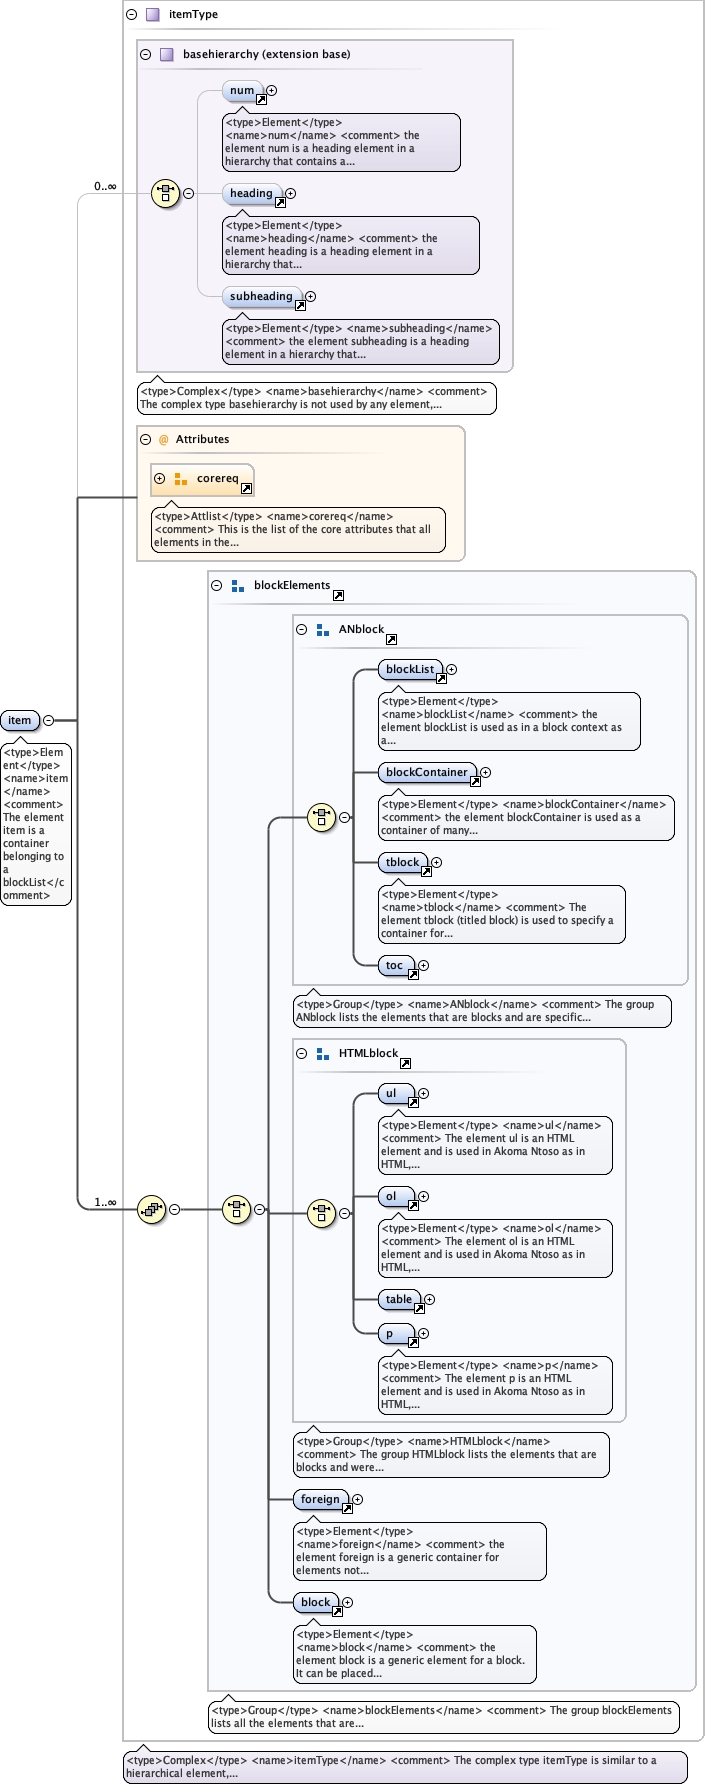 itemType
basehierarchy (extension base)
num
<type>Element</type>
<name>num</name> <comment> the
element num is a heading element in a
hierarchy that contains a...
0..∞
heading
<type>Element</type>
<name>heading</name> <comment> the
element heading is a heading element in a
hierarchy that...
subheading
<type>Element</type> <name>subheading</name>
<comment> the element subheading is a heading
element in a hierarchy that...
<type>Complex</type> <name>basehierarchy</name> <comment>
The complex type basehierarchy is not used by any element,...
@ Attributes
corereq
<type>Attlist</type> <name>corereq</name>
<comment> This is the list of the core attributes that all
elements in the...
blockElements
ANblock
blockList
<type>Element</type>
<name>blockList</name> <comment> the
element blockList is used as in a block context as
a...
item
<type>Elem
ent</type>
<name>item
</name>
<comment>
The element
item is a
container
belonging to
a
blockList</c
omment>
blockContainer
<type>Element</type> <name>blockContainer</name>
<comment> the element blockContainer is used as a
container of many...
tblock
<type>Element</type>
<name>tblock</name> <comment> The
element tblock (titled block) is used to specify a
container for...
toc
<type>Group</type> <name>ANblock</name> <comment> The group
ANblock lists the elements that are blocks and are specific...
HTMLblock
ul
<type>Element</type> <name>ul</name>
<comment> The element ul is an HTML
element and is used in Akoma Ntoso as in
HTML,...
1..∞
ol
<type>Element</type> <name>ol</name>
<comment> The element ol is an HTML
element and is used in Akoma Ntoso as in
HTML,...
table
p
<type>Element</type> <name>p</name>
<comment> The element p is an HTML
element and is used in Akoma Ntoso as in
HTML,...
<type>Group</type> <name>HTMLblock</name>
<comment> The group HTMLblock lists the elements that are
blocks and were...
foreign
<type>Element</type>
<name>foreign</name> <comment> the
element foreign is a generic container for
elements not...
block
<type>Element</type>
<name>block</name> <comment> the
element block is a generic element for a block.
It can be placed...
<type>Group</type> <name>blockElements</name> <comment> The group blockElements
lists all the elements that are...
<type>Complex</type> <name>itemType</name> <comment> The complex type itemType is similar to a
hierarchical element,...